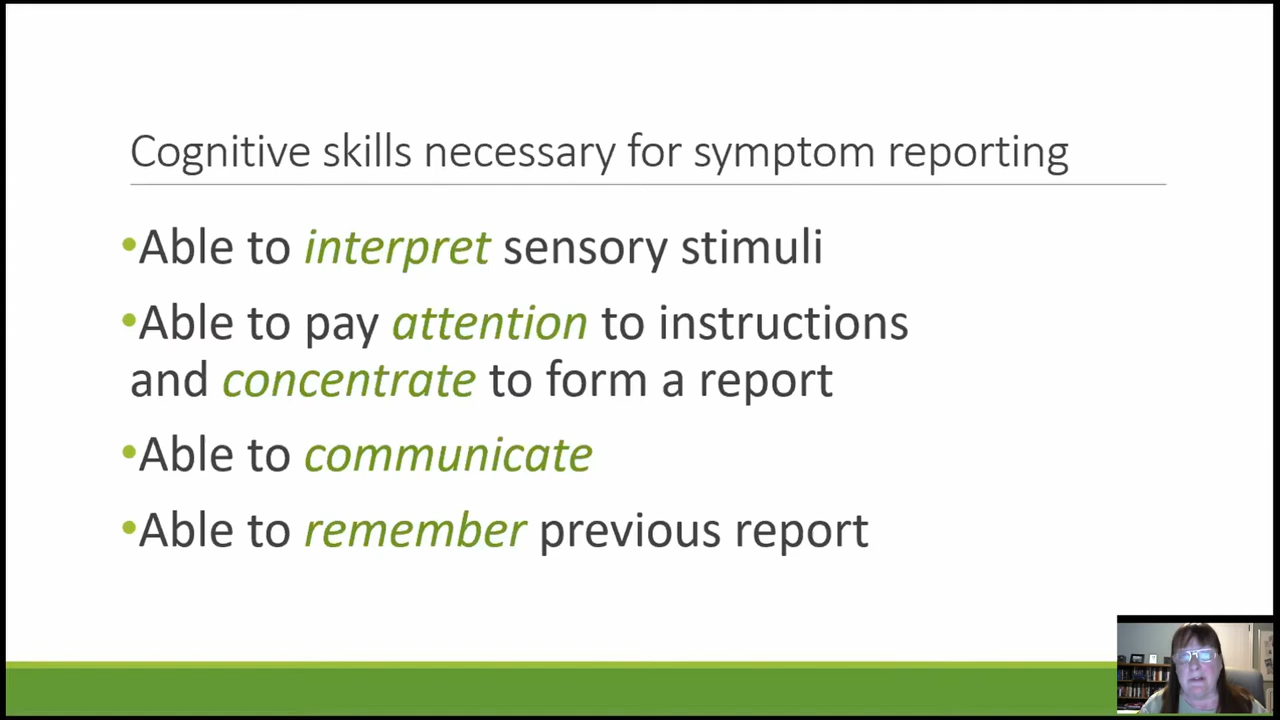 Cognitive skills necessary for symptom reporting
•Able to interpret sensory stimuli
•Able to pay attention to instructions
and concentrate to form a report
•Able to communicate
•Able to remember previous report